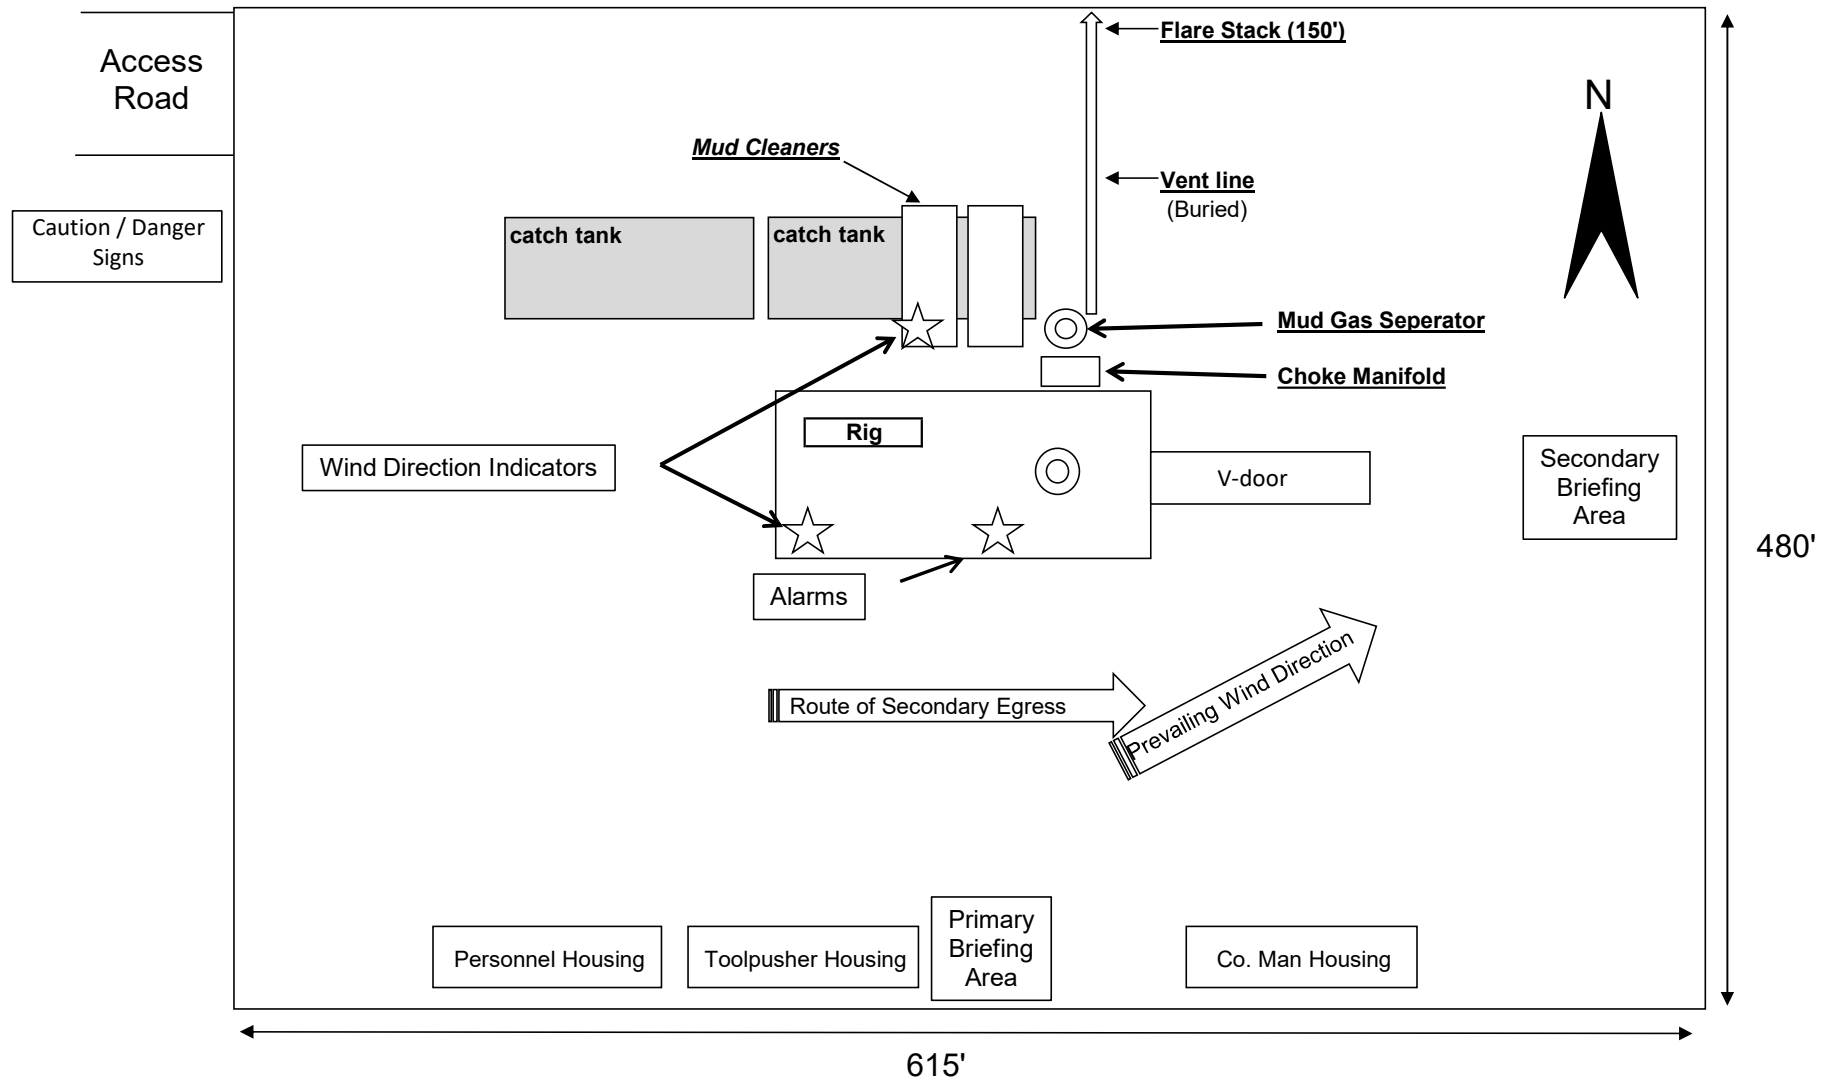 Access
Road
Flare Stack (150')
N
Mud Cleaners
Vent line
(Buried)
Caution / Danger
Signs
catch tank
catch tank
Mud Gas Seperator
Choke Manifold
Rig
Wind Direction Indicators
V-door
Secondary
Briefing
Area
480'
Alarms
Route of Secondary Egress
Prevailing Wind Direction
Primary
Briefing
Area
Personnel Housing
Toolpusher Housing
Co. Man Housing
615'